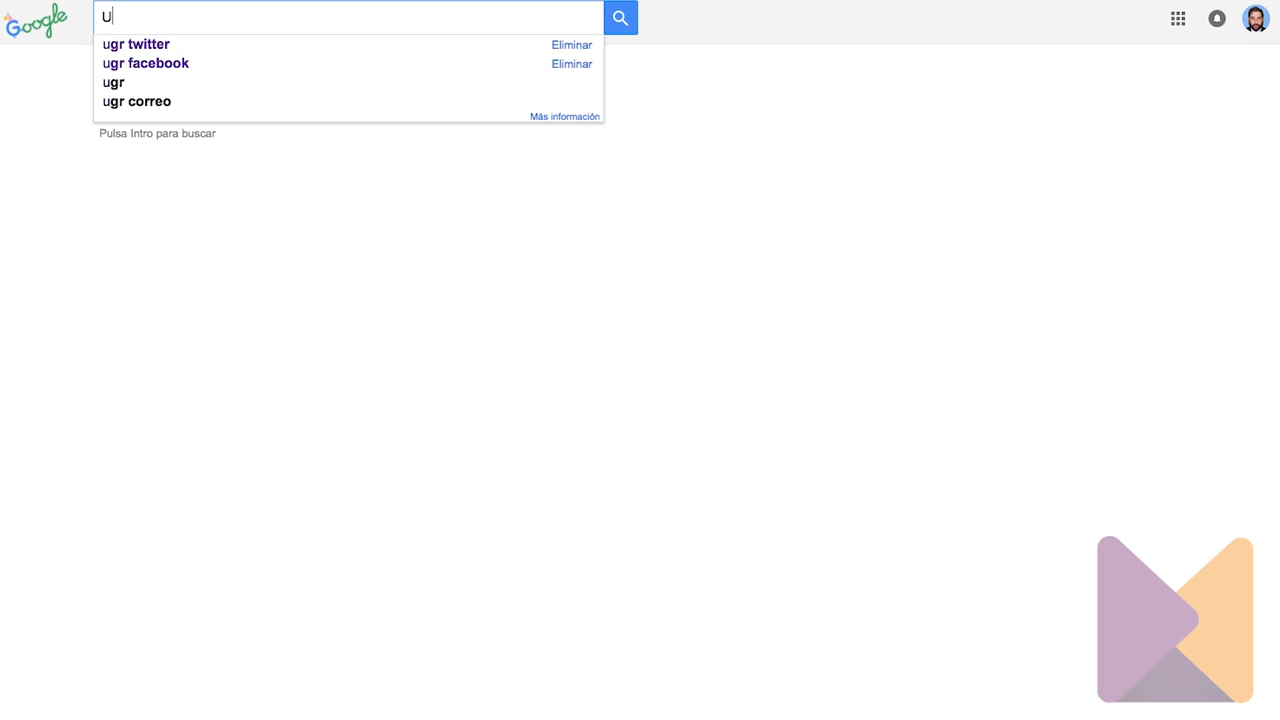 Google
U
ugr twitter Eliminar
ugr facebook Eliminar
ugr
ugr correo
Más información
Pulsa Intro para buscar